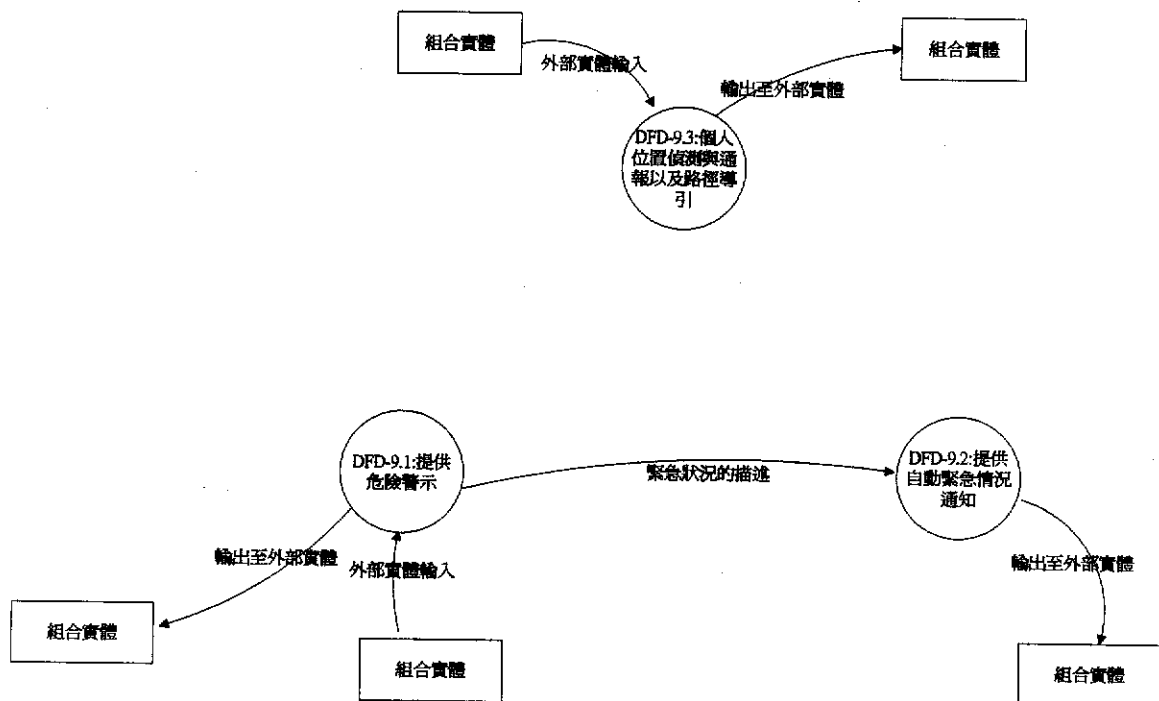 組合實體
組合實體
外部實體輸入
輸出至外部實體
DFD-9.3:個人
位置偵測與通
報以及路徑導
引
DFD-9.1:提供
危險警示
緊急狀況的描述
DFD-9.2:提供
自動緊急情況
通知
輸出至外部實體
外部實體輸入
輸出至外部實體
組合實體
組合實體
組合實體